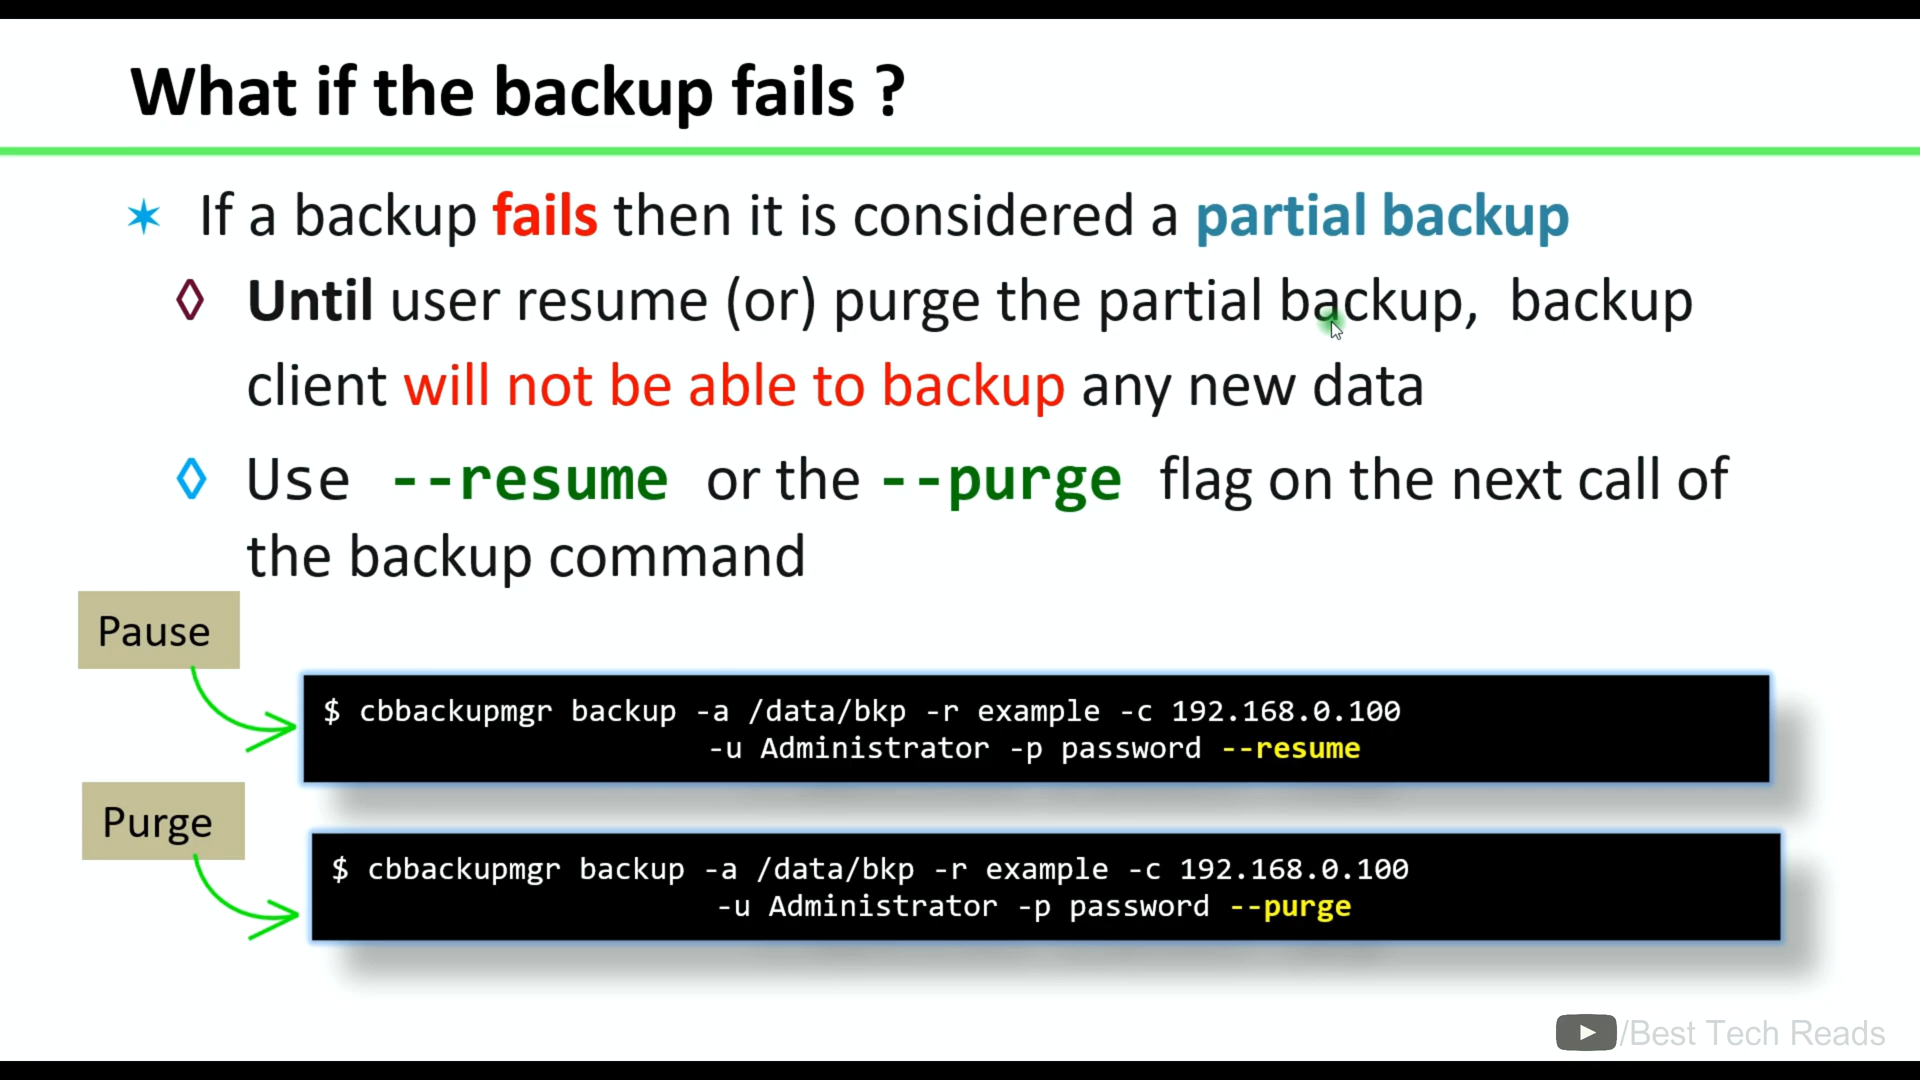 What if the backup fails ?
If a backup fails then it is considered a partial backup
Until user resume (or) purge the partial backup, backup
client will not be able to backup any new data
Use --resume or the --purge flag on the next call of
the backup command
Pause
$ cbbackupmgr backup -a /data/bkp -r example -c 192.168.0.100
-u Administrator -p password --resume
Purge
$ cbbackupmgr backup -a /data/bkp -r example -c 192.168.0.100
-u Administrator -p password --purge
/Best Tech Reads